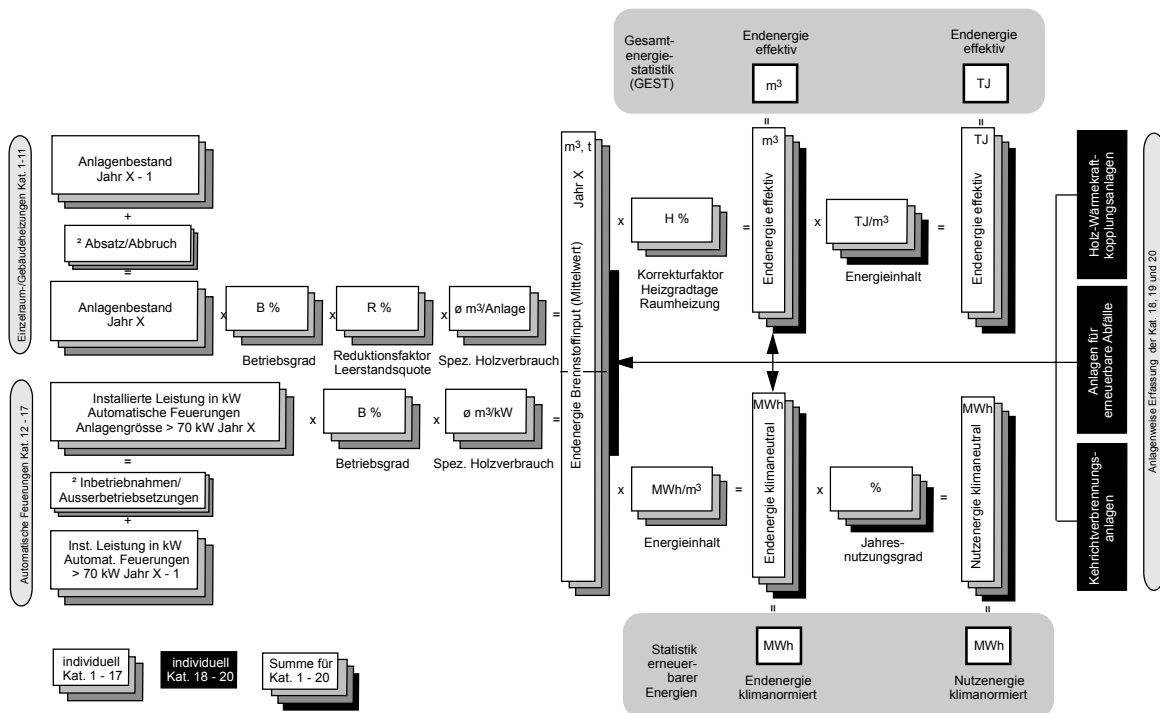 Gesamt-
energie-
statistik
(GEST)
Endenergie
effektiv
m³
Endenergie
effektiv
TJ
=
=
Einzelraum-/Gebäudeheizungen Kat. 1-11
Anlagenbestand
Jahr X - 1
+
² Absatz/Abbruch
=
Anlagenbestand
Jahr X
x
B %
Betriebsgrad
x
R %
Reduktionsfaktor
Leerstandsquote
x
ø m³/Anlage
Spez. Holzverbrauch
=
Automatische Feuerungen Kat. 12 - 17
Installierte Leistung in kW
Automatische Feuerungen
Anlagengrösse > 70 kW Jahr X
x
B %
Betriebsgrad
x
ø m³/kW
Spez. Holzverbrauch
=
=
² Inbetriebnahmen/
Ausserbetriebsetzungen
+
Inst. Leistung in kW
Automat. Feuerungen
> 70 kW Jahr X - 1
m³, t
Endenergie Brennstoffinput (Mittelwert) Jahr X
x
H %
Korrekturfaktor
Heizgradtage
Raumheizung
=
m³
Endenergie effektiv
x
TJ/m³
Energieinhalt
=
TJ
Endenergie effektiv
x
MWh/m³
Energieinhalt
=
MWh
Endenergie klimaneutral
x
%
Jahres-
nutzungsgrad
=
MWh
Nutzenergie klimaneutral
Holz-Wärmekraft-
kopplungsanlagen
Anlagen für
erneuerbare Abfälle
Kehrichtverbrennungs-
anlagen
Anlagenweise Erfassung der Kat. 18, 19 und 20
=
=
Statistik
erneuer-
barer
Energien
MWh
Endenergie
klimanormiert
MWh
Nutzenergie
klimanormiert
individuell
Kat. 1 - 17
individuell
Kat. 18 - 20
Summe für
Kat. 1 - 20